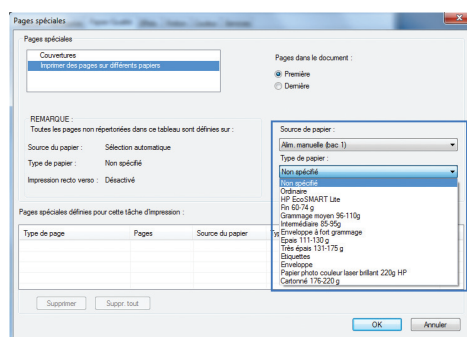 Pages spéciales
Pages spéciales
Couvertures
Imprimer des pages sur différents papiers
Pages dans le document :
Première
Dernière
REMARQUE :
Toutes les pages non répertoriées dans ce tableau sont définies sur :
Source du papier : Sélection automatique
Type de papier : Non spécifié
Impression recto verso : Désactivé
Source de papier :
Alim. manuelle (bac 1)
Type de papier :
Non spécifié
Non spécifié
Ordinaire
HP EcoSMART Lite
Fin 60-74 g
Grammage moyen 96-110g
Intermédiaire 85-95g
Enveloppe à fort grammage
Epais 111-130 g
Très épais 131-175 g
Etiquettes
Enveloppe
Papier photo couleur laser brillant 220g HP
Cartonné 176-220 g
Pages spéciales définies pour cette tâche d'impression :
Type de page Pages Source du papier
Supprimer Suppr. tout
OK Annuler